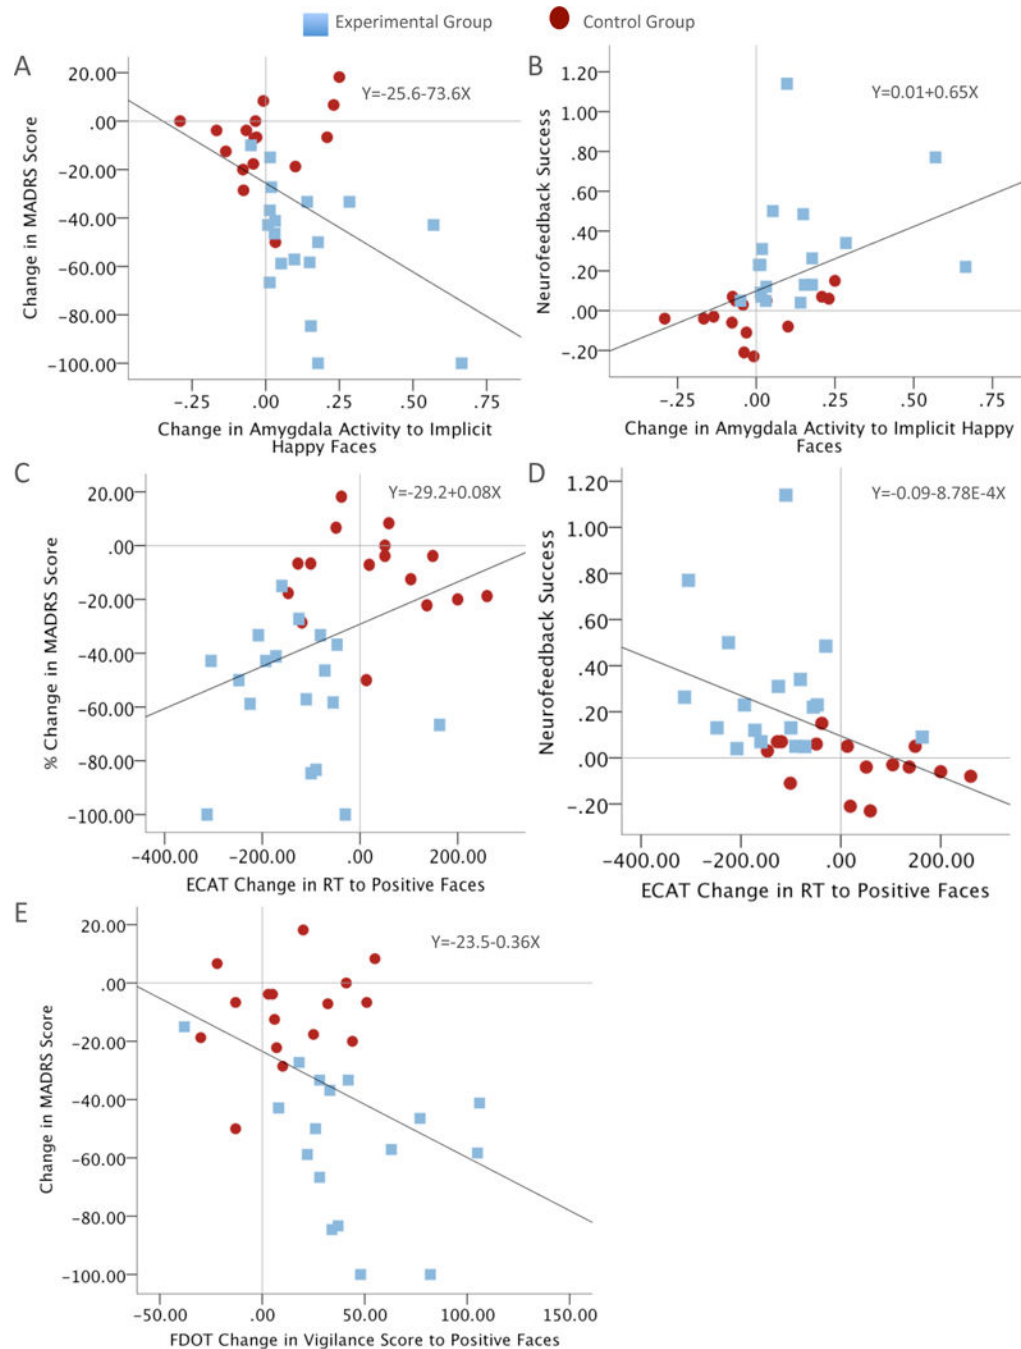 Experimental Group
Control Group
A
20.00
.00
-20.00
-40.00
-60.00
-80.00
-100.00
Change in MADRS Score
Y=-25.6-73.6X
-.25
.00
.25
.50
.75
Change in Amygdala Activity to Implicit
Happy Faces
B
1.20
1.00
.80
.60
.40
.20
.00
-.20
Neurofeedback Success
Y=0.01+0.65X
-.25
.00
.25
.50
.75
Change in Amygdala Activity to Implicit Happy
Faces
C
20.00
.00
-20.00
-40.00
-60.00
-80.00
-100.00
% Change in MADRS Score
Y=-29.2+0.08X
-400.00
-200.00
.00
200.00
ECAT Change in RT to Positive Faces
D
1.20
1.00
.80
.60
.40
.20
.00
-.20
Neurofeedback Success
Y=-0.09-8.78E-4X
-400.00
-200.00
.00
200.00
ECAT Change in RT to Positive Faces
E
20.00
.00
-20.00
-40.00
-60.00
-80.00
-100.00
Change in MADRS Score
Y=-23.5-0.36X
-50.00
.00
50.00
100.00
150.00
FDOT Change in Vigilance Score to Positive Faces